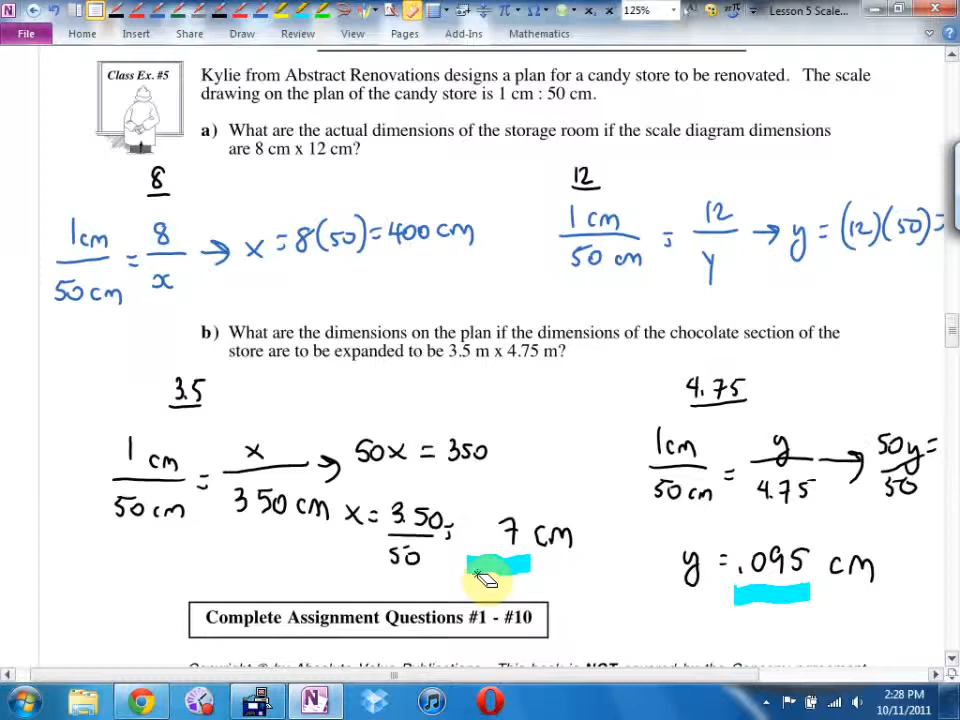 125%
Lesson 5 Scale...
File Home Insert Share Draw Review View Pages Add-Ins Mathematics
Class Ex. #5
Kylie from Abstract Renovations designs a plan for a candy store to be renovated. The scale
drawing on the plan of the candy store is 1 cm : 50 cm.
a) What are the actual dimensions of the storage room if the scale diagram dimensions
are 8 cm x 12 cm?
8
1cm / 50cm = 8 / x → x = 8(50) = 400 cm
12
1 cm / 50 cm = 12 / y → y = (12)(50) =
b) What are the dimensions on the plan if the dimensions of the chocolate section of the
store are to be expanded to be 3.5 m x 4.75 m?
3.5
1 cm / 50 cm = x / 350 cm → 50x = 350
x = 3.50 / 50 = 7 cm
4.75
1cm / 50 cm = y / 4.75 → 50y = / 50
y = .095 cm
Complete Assignment Questions #1 - #10
2:28 PM
10/11/2011